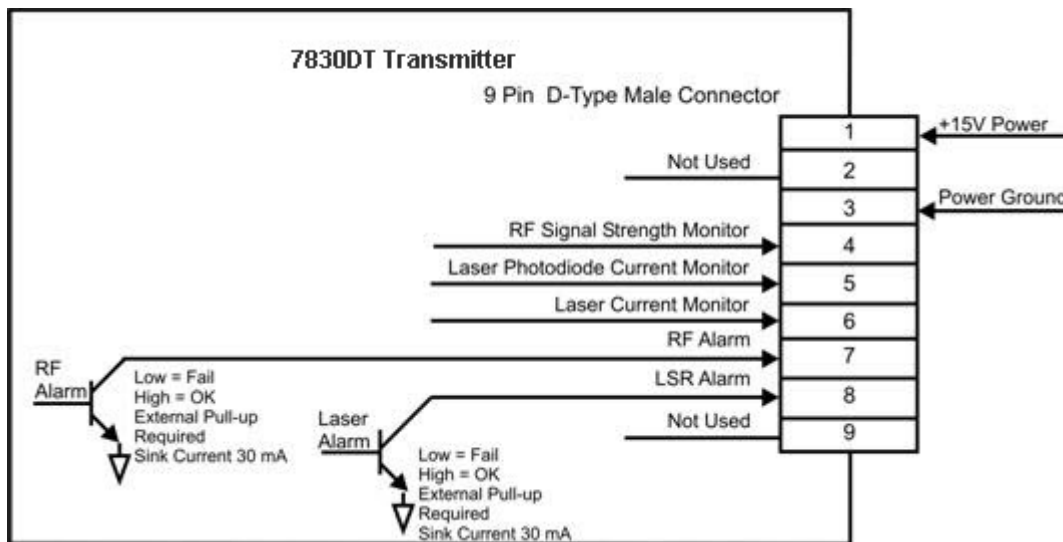 7830DT Transmitter
9 Pin D-Type Male Connector
1
+15V Power
Not Used
2
3
Power Ground
RF Signal Strength Monitor
4
Laser Photodiode Current Monitor
5
Laser Current Monitor
6
RF Alarm
7
LSR Alarm
8
Not Used
9
RF
Alarm
Low = Fail
High = OK
External Pull-up
Required
Sink Current 30 mA
Laser
Alarm
Low = Fail
High = OK
External Pull-up
Required
Sink Current 30 mA